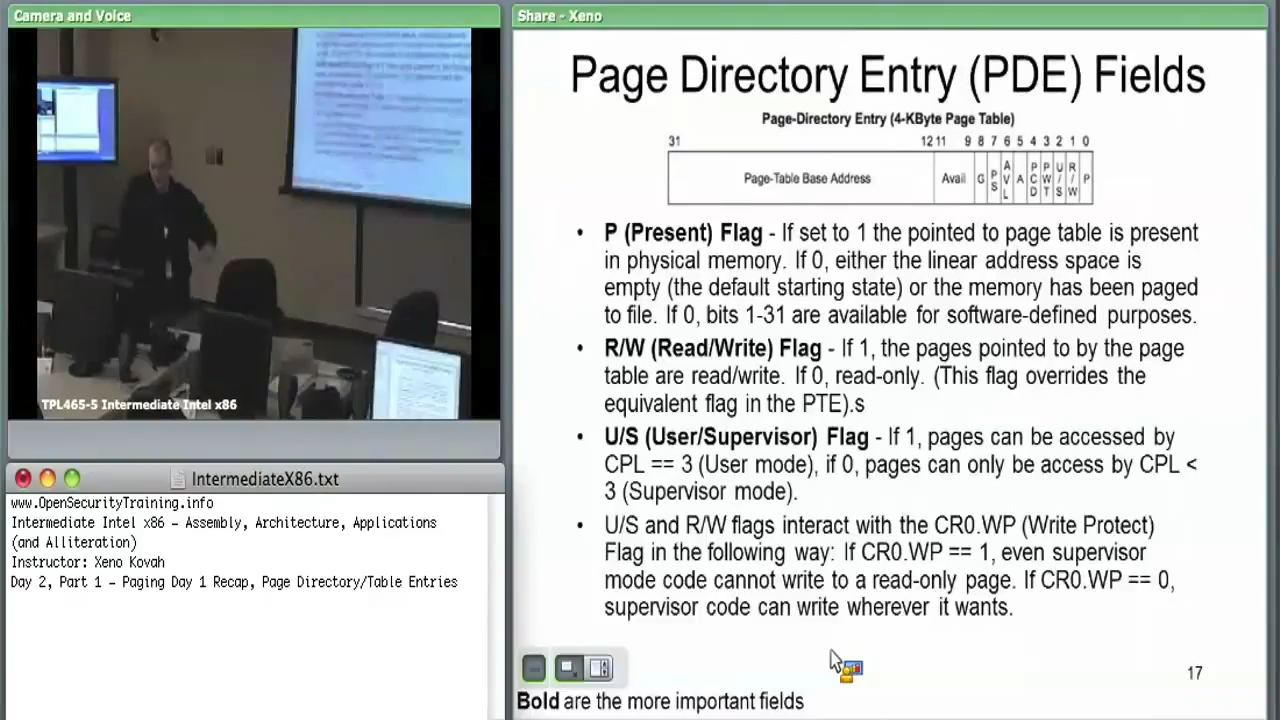 Camera and Voice
TPL465-5 Intermediate Intel x86
IntermediateX86.txt
www.OpenSecurityTraining.info
Intermediate Intel x86 – Assembly, Architecture, Applications
(and Alliteration)
Instructor: Xeno Kovah
Day 2, Part 1 – Paging Day 1 Recap, Page Directory/Table Entries
Share - Xeno
Page Directory Entry (PDE) Fields
Page-Directory Entry (4-KByte Page Table)
31 12 11 9 8 7 6 5 4 3 2 1 0
Page-Table Base Address Avail G PS AVL A PCD PWT U/S R/W P
• P (Present) Flag - If set to 1 the pointed to page table is present
in physical memory. If 0, either the linear address space is
empty (the default starting state) or the memory has been paged
to file. If 0, bits 1-31 are available for software-defined purposes.
• R/W (Read/Write) Flag - If 1, the pages pointed to by the page
table are read/write. If 0, read-only. (This flag overrides the
equivalent flag in the PTE).s
• U/S (User/Supervisor) Flag - If 1, pages can be accessed by
CPL == 3 (User mode), if 0, pages can only be access by CPL <
3 (Supervisor mode).
• U/S and R/W flags interact with the CR0.WP (Write Protect)
Flag in the following way: If CR0.WP == 1, even supervisor
mode code cannot write to a read-only page. If CR0.WP == 0,
supervisor code can write wherever it wants.
17
Bold are the more important fields